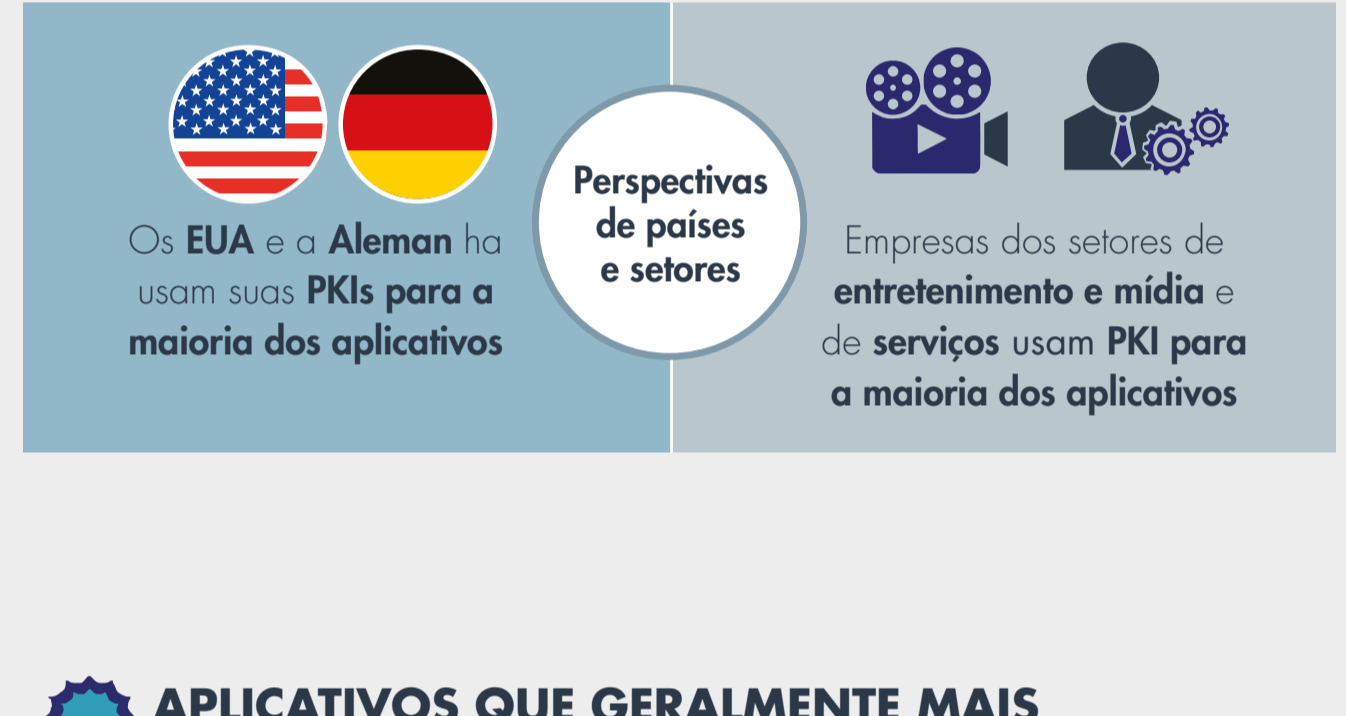 Os EUA e a Aleman ha
usam suas PKIs para a
maioria dos aplicativos
Perspectivas
de países
e setores
Empresas dos setores de
entretenimento e mídia e
de serviços usam PKI para
a maioria dos aplicativos
APLICATIVOS QUE GERALMENTE MAIS